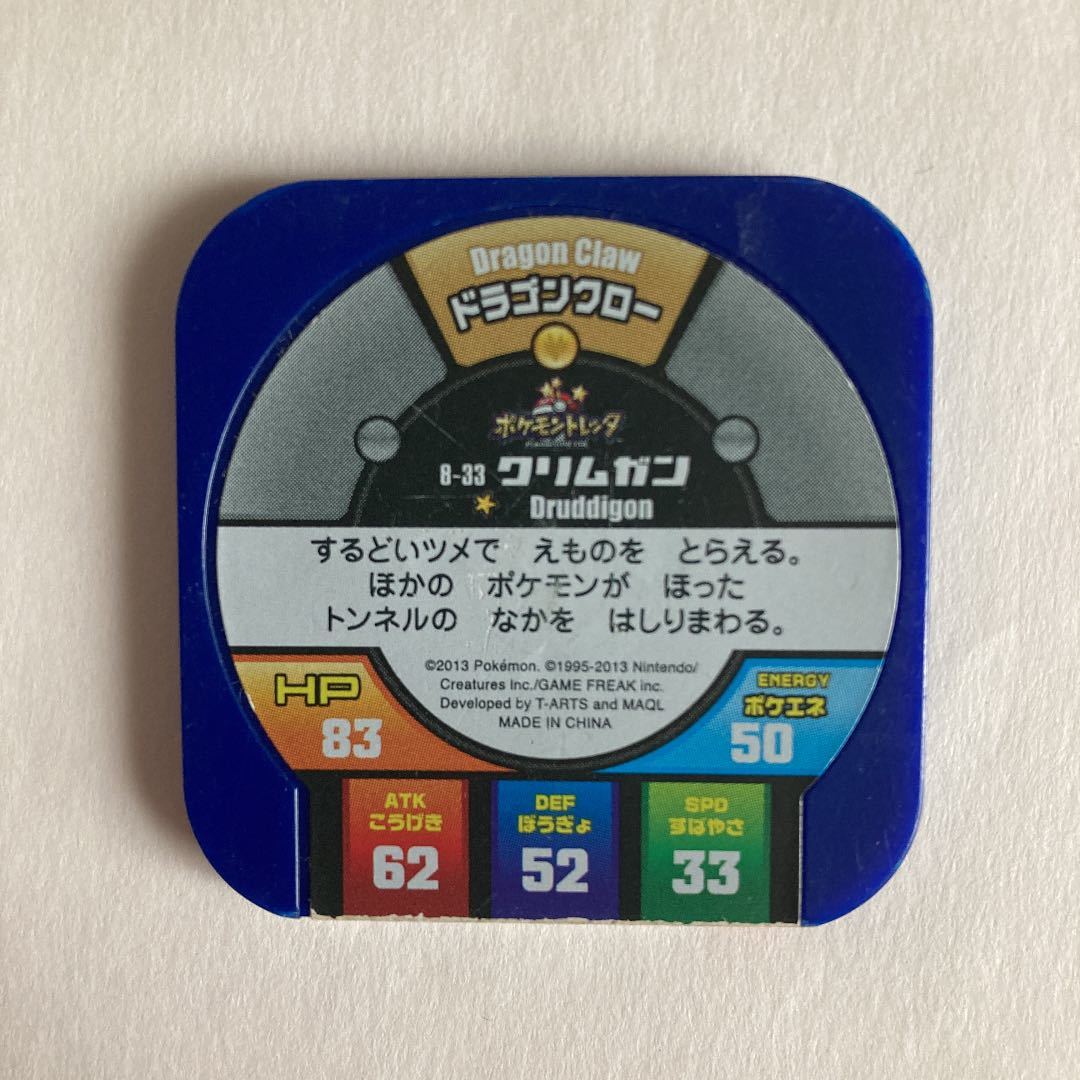 Dragon Claw
ドラゴンクロー
ポケモントレッタ
8-33 クリムガン
Druddigon
するどいツメで えものを とらえる。
ほかの ポケモンが ほった
トンネルの なかを はしりまわる。
©2013 Pokémon. ©1995-2013 Nintendo/
Creatures Inc./GAME FREAK inc.
Developed by T-ARTS and MAQL
MADE IN CHINA
HP
83
ENERGY
ポケエネ
50
ATK
こうげき
62
DEF
ぼうぎょ
52
SPD
すばやさ
33